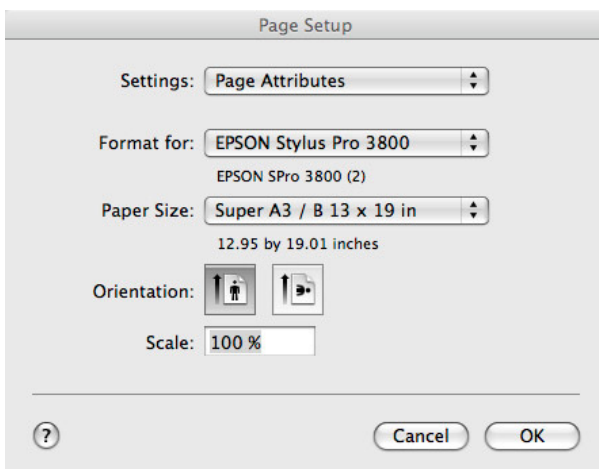 Page Setup
Settings: Page Attributes
Format for: EPSON Stylus Pro 3800
EPSON SPro 3800 (2)
Paper Size: Super A3 / B 13 x 19 in
12.95 by 19.01 inches
Orientation:
Scale: 100 %
? Cancel OK